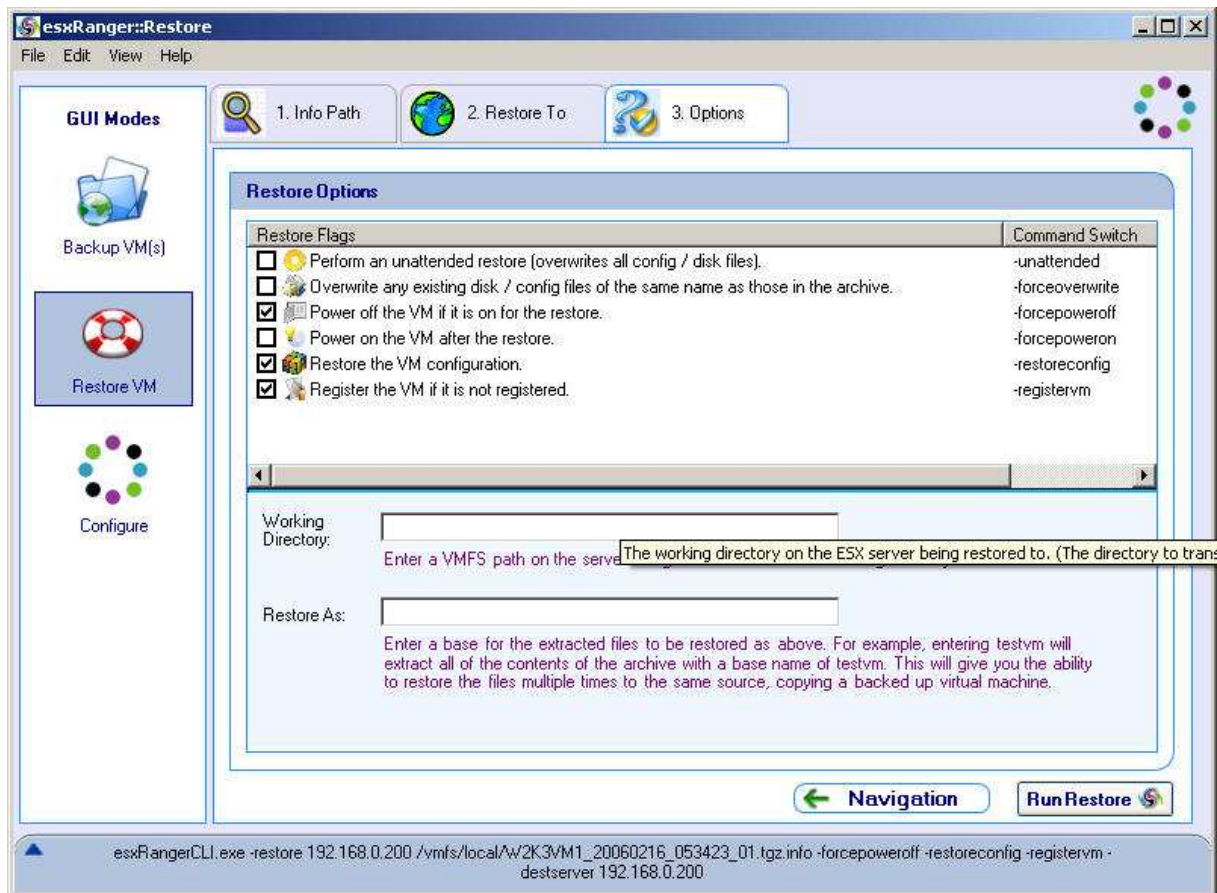 esxRanger::Restore
File Edit View Help
GUI Modes
Backup VM(s)
Restore VM
Configure
1. Info Path
2. Restore To
3. Options
Restore Options
Restore Flags Command Switch
Perform an unattended restore (overwrites all config / disk files). -unattended
Overwrite any existing disk / config files of the same name as those in the archive. -forceoverwrite
Power off the VM if it is on for the restore. -forcepoweroff
Power on the VM after the restore. -forcepoweron
Restore the VM configuration. -restoreconfig
Register the VM if it is not registered. -registervm
Working
Directory:
The working directory on the ESX server being restored to. (The directory to trans
Enter a VMFS path on the serve
Restore As:
Enter a base for the extracted files to be restored as above. For example, entering testvm will
extract all of the contents of the archive with a base name of testvm. This will give you the ability
to restore the files multiple times to the same source, copying a backed up virtual machine.
Navigation
Run Restore
esxRangerCLI.exe -restore 192.168.0.200 /vmfs/local/W2K3VM1_20060216_053423_01.tgz.info -forcepoweroff -restoreconfig -registervm -
destserver 192.168.0.200